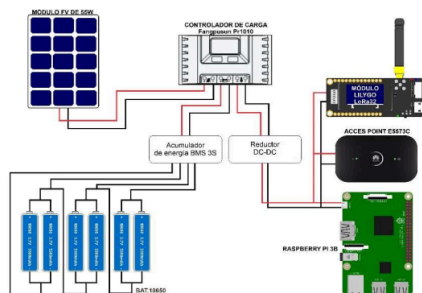 MÓDULO FV DE 55W
CONTROLADOR DE CARGA
Fangpusun Pr1010
MÓDULO
LILYGO
LoRa32
Acumulador
de energía BMS 3S
Reductor
DC-DC
ACCES POINT E5573C
RASPBERRY PI 3B
BAT.18650